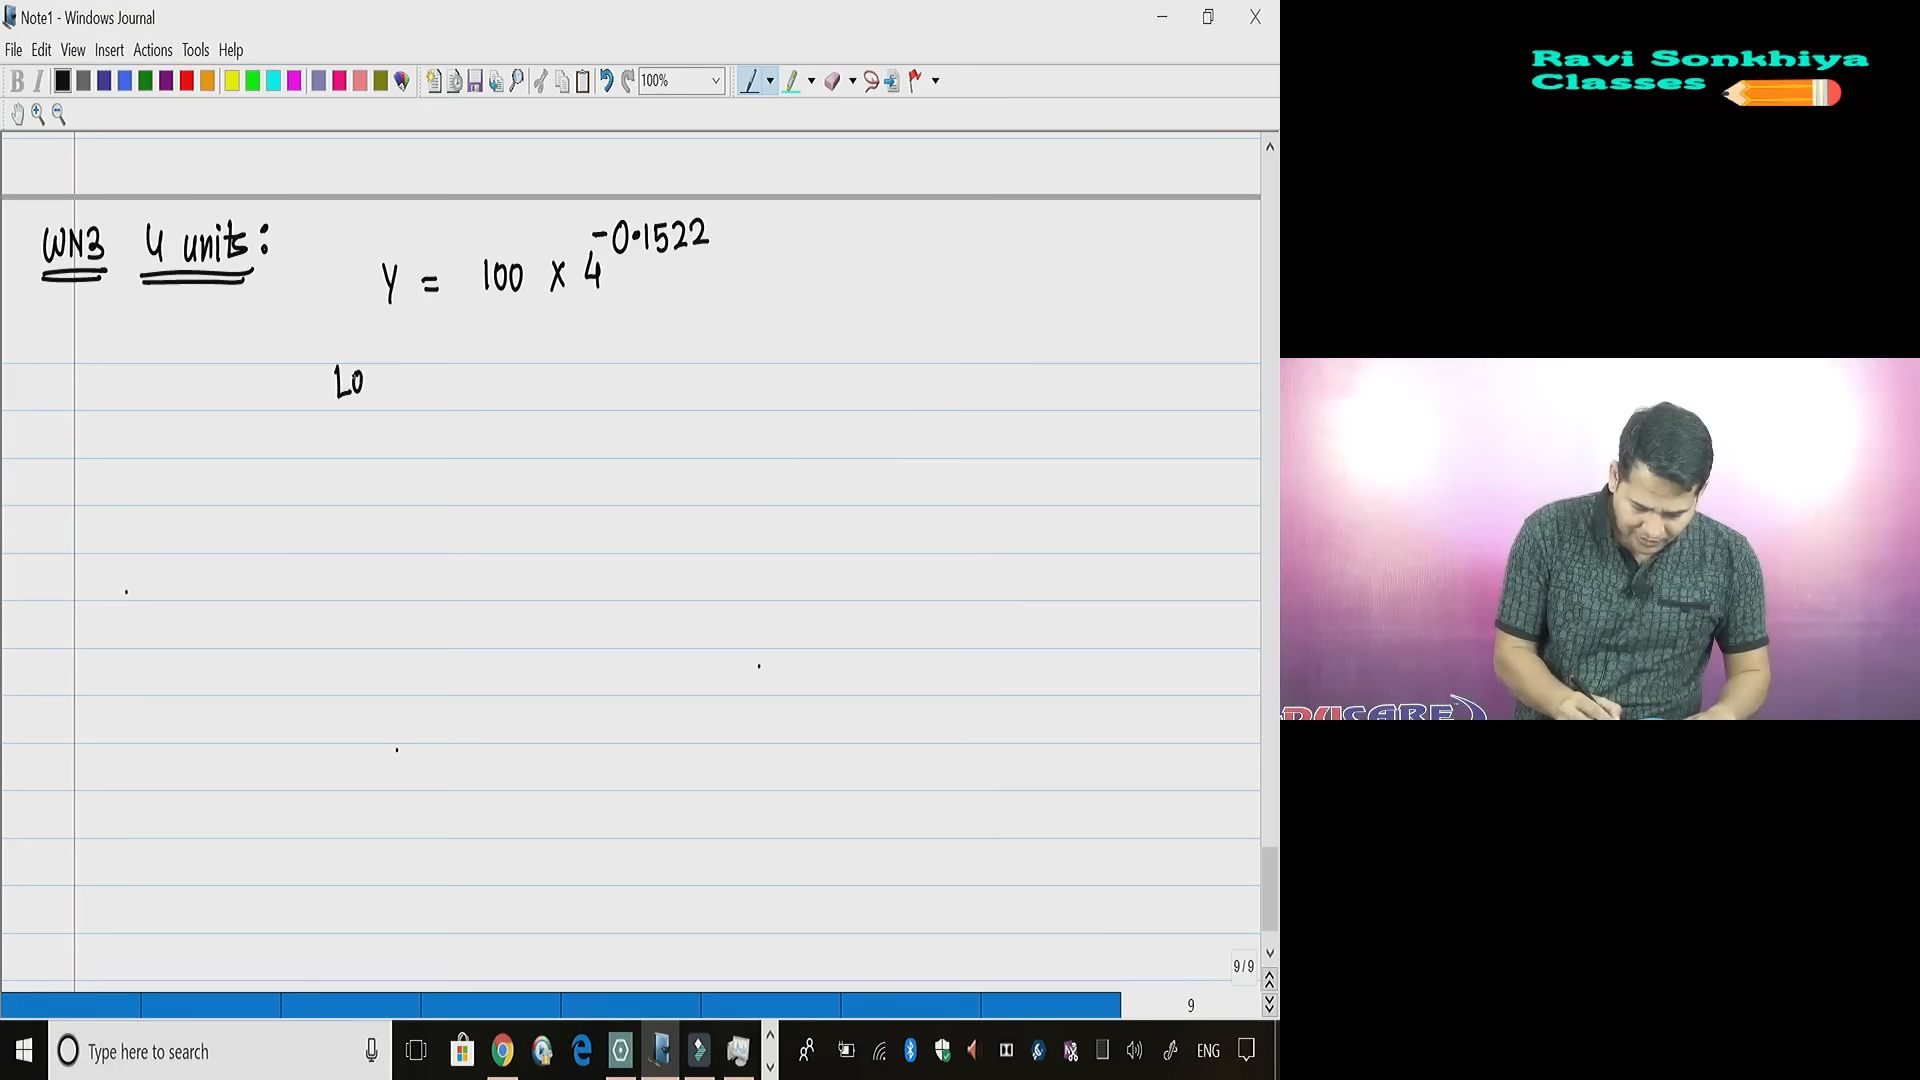 Note1 - Windows Journal
File Edit View Insert Actions Tools Help
B I 100%
WN3 4 units:
Y = 100 x 4^-0.1522
Lo
9/9
9
Type here to search
ENG
Ravi Sonkhiya
Classes